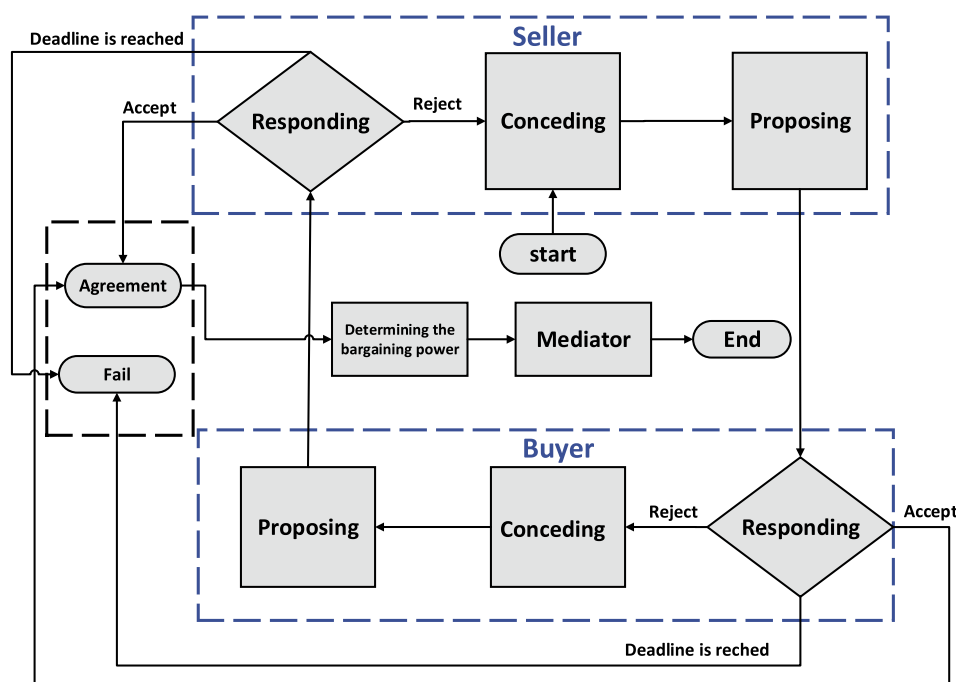 Seller
Deadline is reached
Accept
Responding
Reject
Conceding
Proposing
start
Agreement
Determining the
bargaining power
Mediator
End
Fail
Buyer
Proposing
Conceding
Reject
Responding
Accept
Deadline is reched